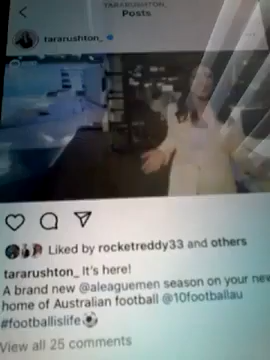 TARARUSHTON_
Posts
tararushton_
Liked by rocketreddy33 and others
tararushton_ It's here!
A brand new @aleaguemen season on your new
home of Australian football @10footballau
#footballislife⚽
View all 25 comments